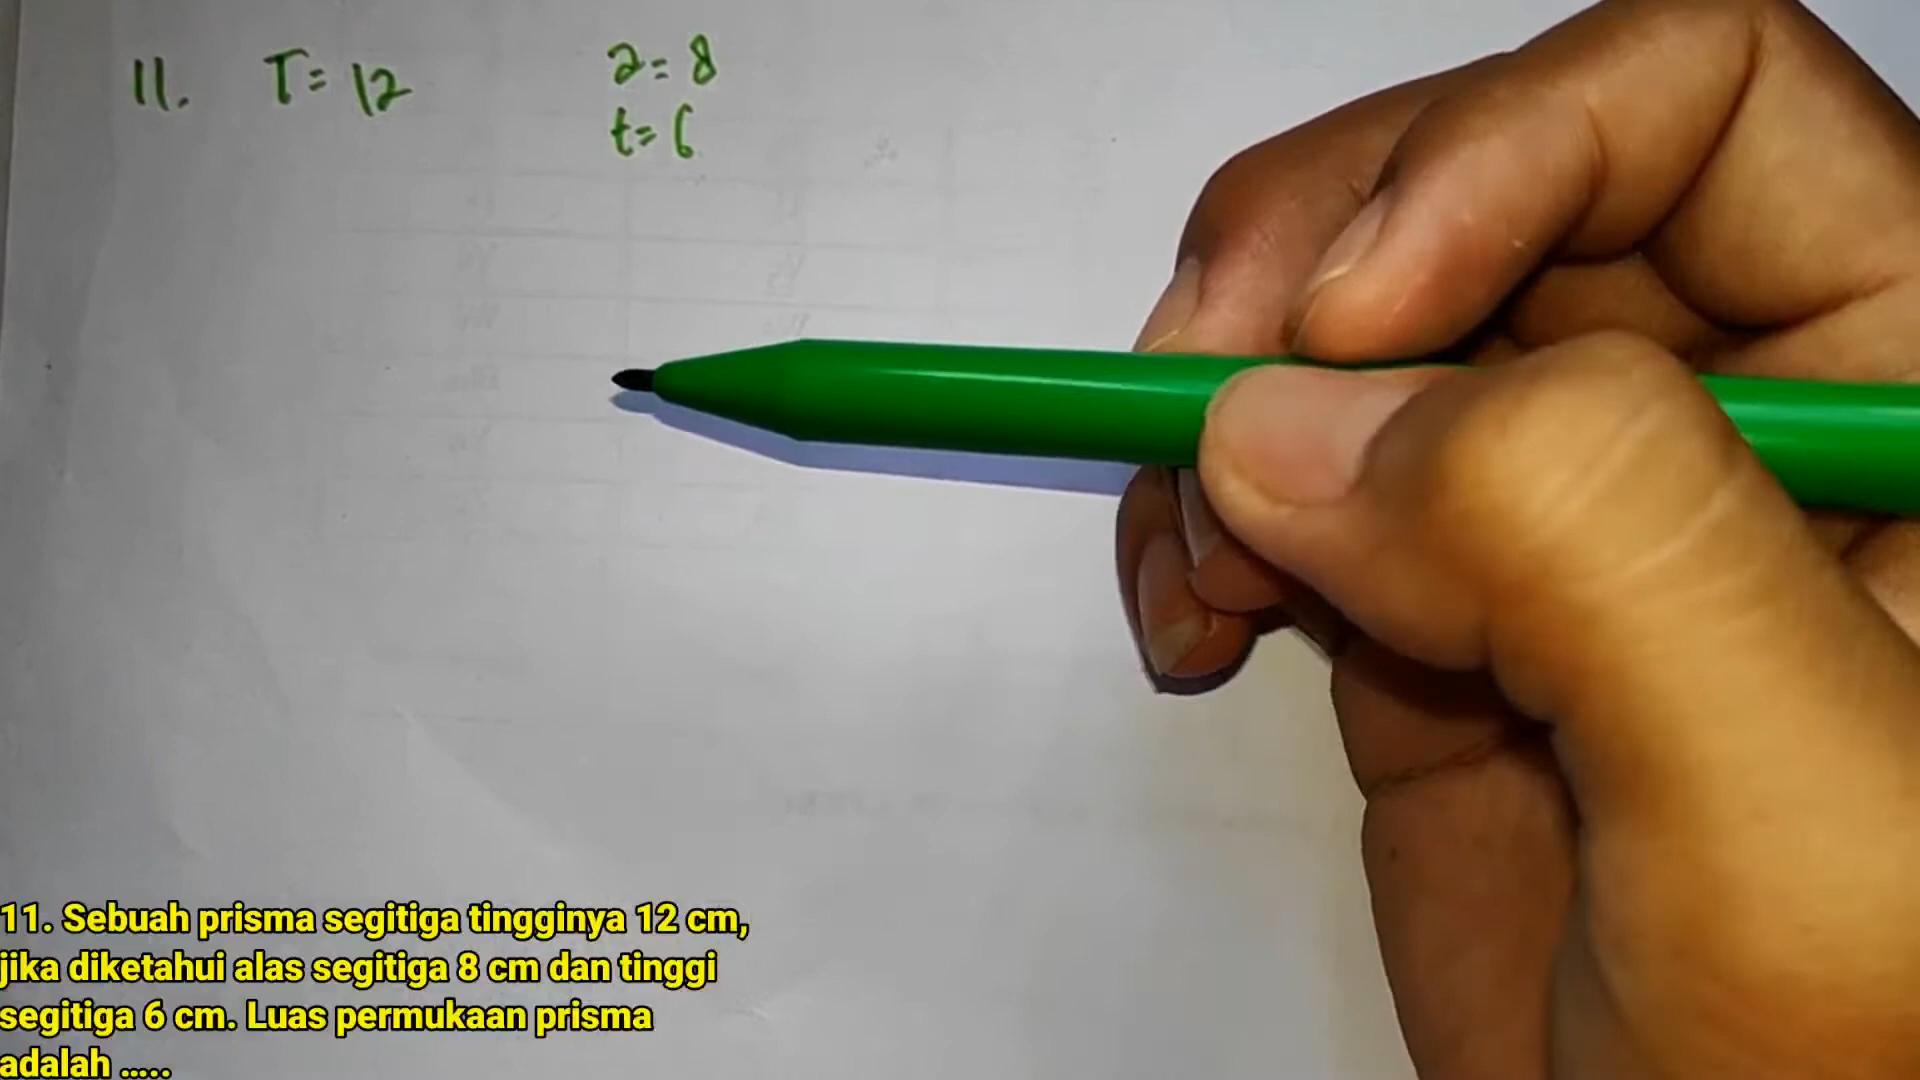 11. T = 12
a = 8
t = 6
11. Sebuah prisma segitiga tingginya 12 cm,
jika diketahui alas segitiga 8 cm dan tinggi
segitiga 6 cm. Luas permukaan prisma
adalah .....